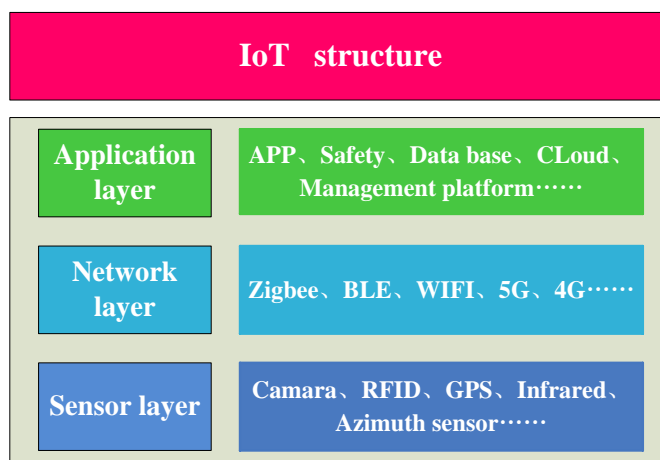 IoT structure
Application
layer
APP、Safety、Data base、CLoud、
Management platform……
Network
layer
Zigbee、BLE、WIFI、5G、4G……
Sensor layer
Camara、RFID、GPS、Infrared、
Azimuth sensor……